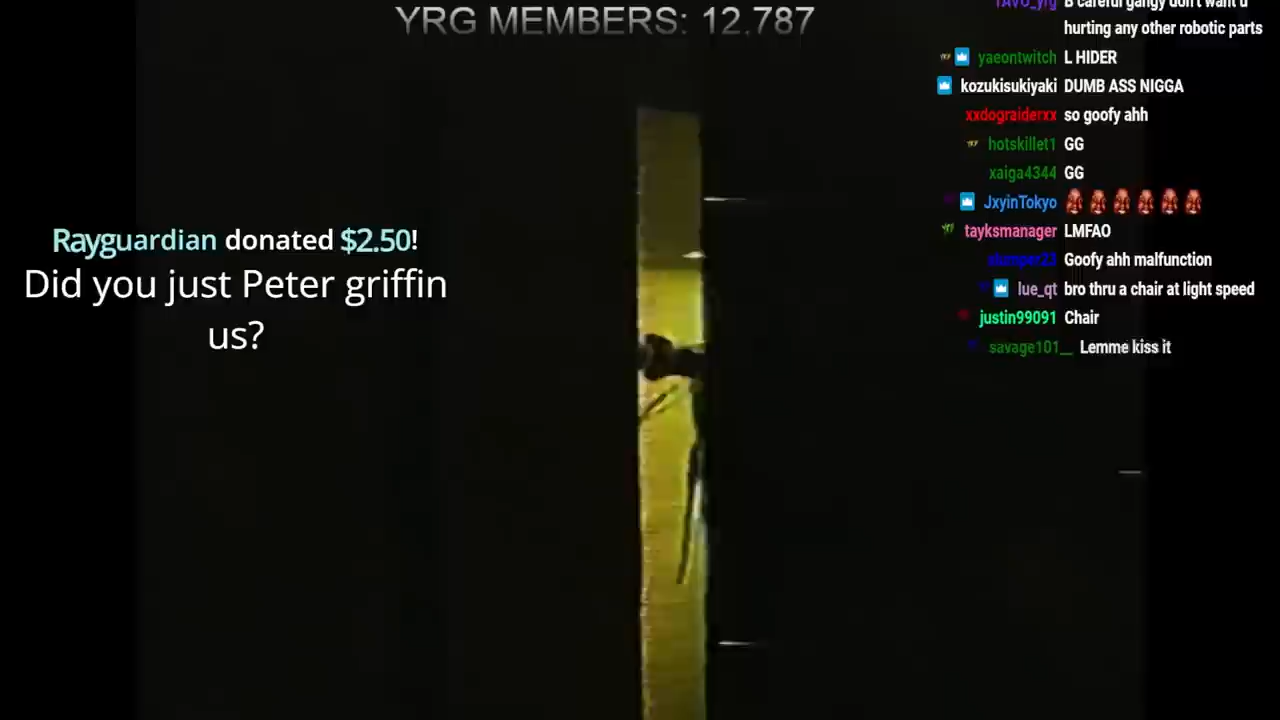 YRG MEMBERS: 12.787
TAVO_yrg B careful gangy don't want u
hurting any other robotic parts
yaeontwitch L HIDER
kozukisukiyaki DUMB ASS NIGGA
xxdograiderxx so goofy ahh
hotskillet1 GG
xaiga4344 GG
JxyinTokyo
tayksmanager LMFAO
slumper23 Goofy ahh malfunction
lue_qt bro thru a chair at light speed
justin99091 Chair
savage101__ Lemme kiss it
Rayguardian donated $2.50!
Did you just Peter griffin
us?